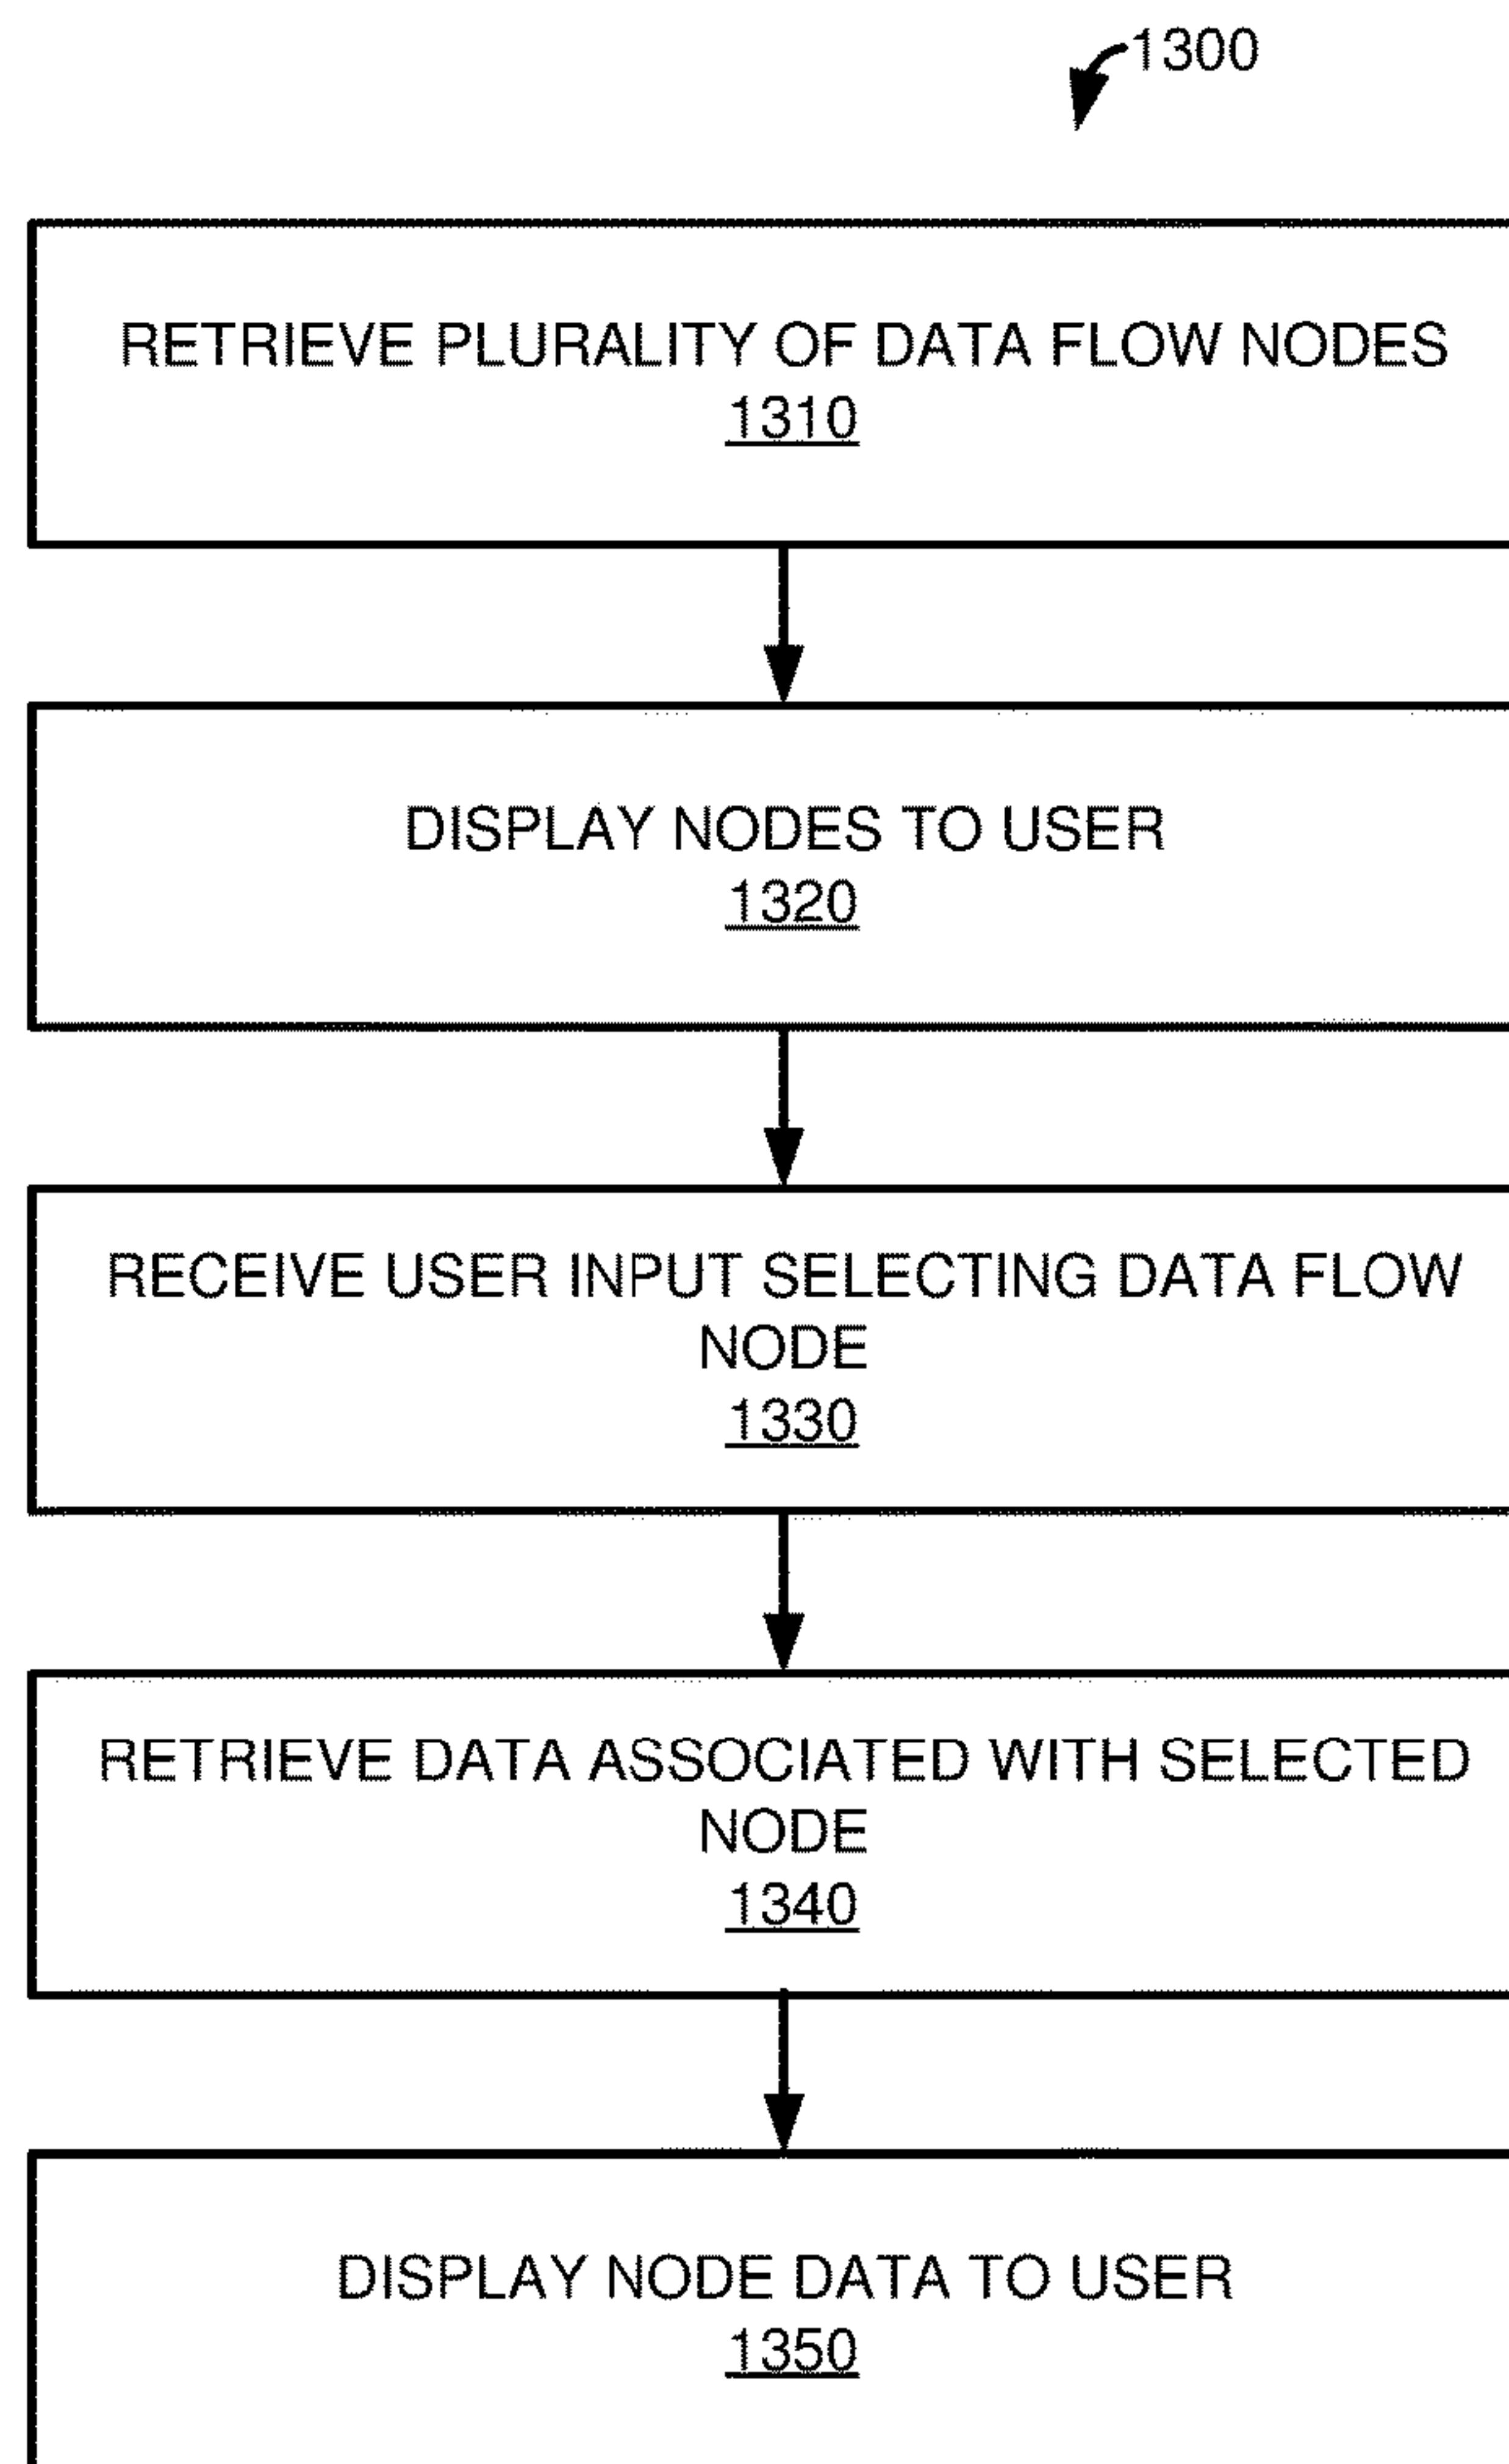 1300
RETRIEVE PLURALITY OF DATA FLOW NODES
1310
DISPLAY NODES TO USER
1320
RECEIVE USER INPUT SELECTING DATA FLOW
NODE
1330
RETRIEVE DATA ASSOCIATED WITH SELECTED
NODE
1340
DISPLAY NODE DATA TO USER
1350